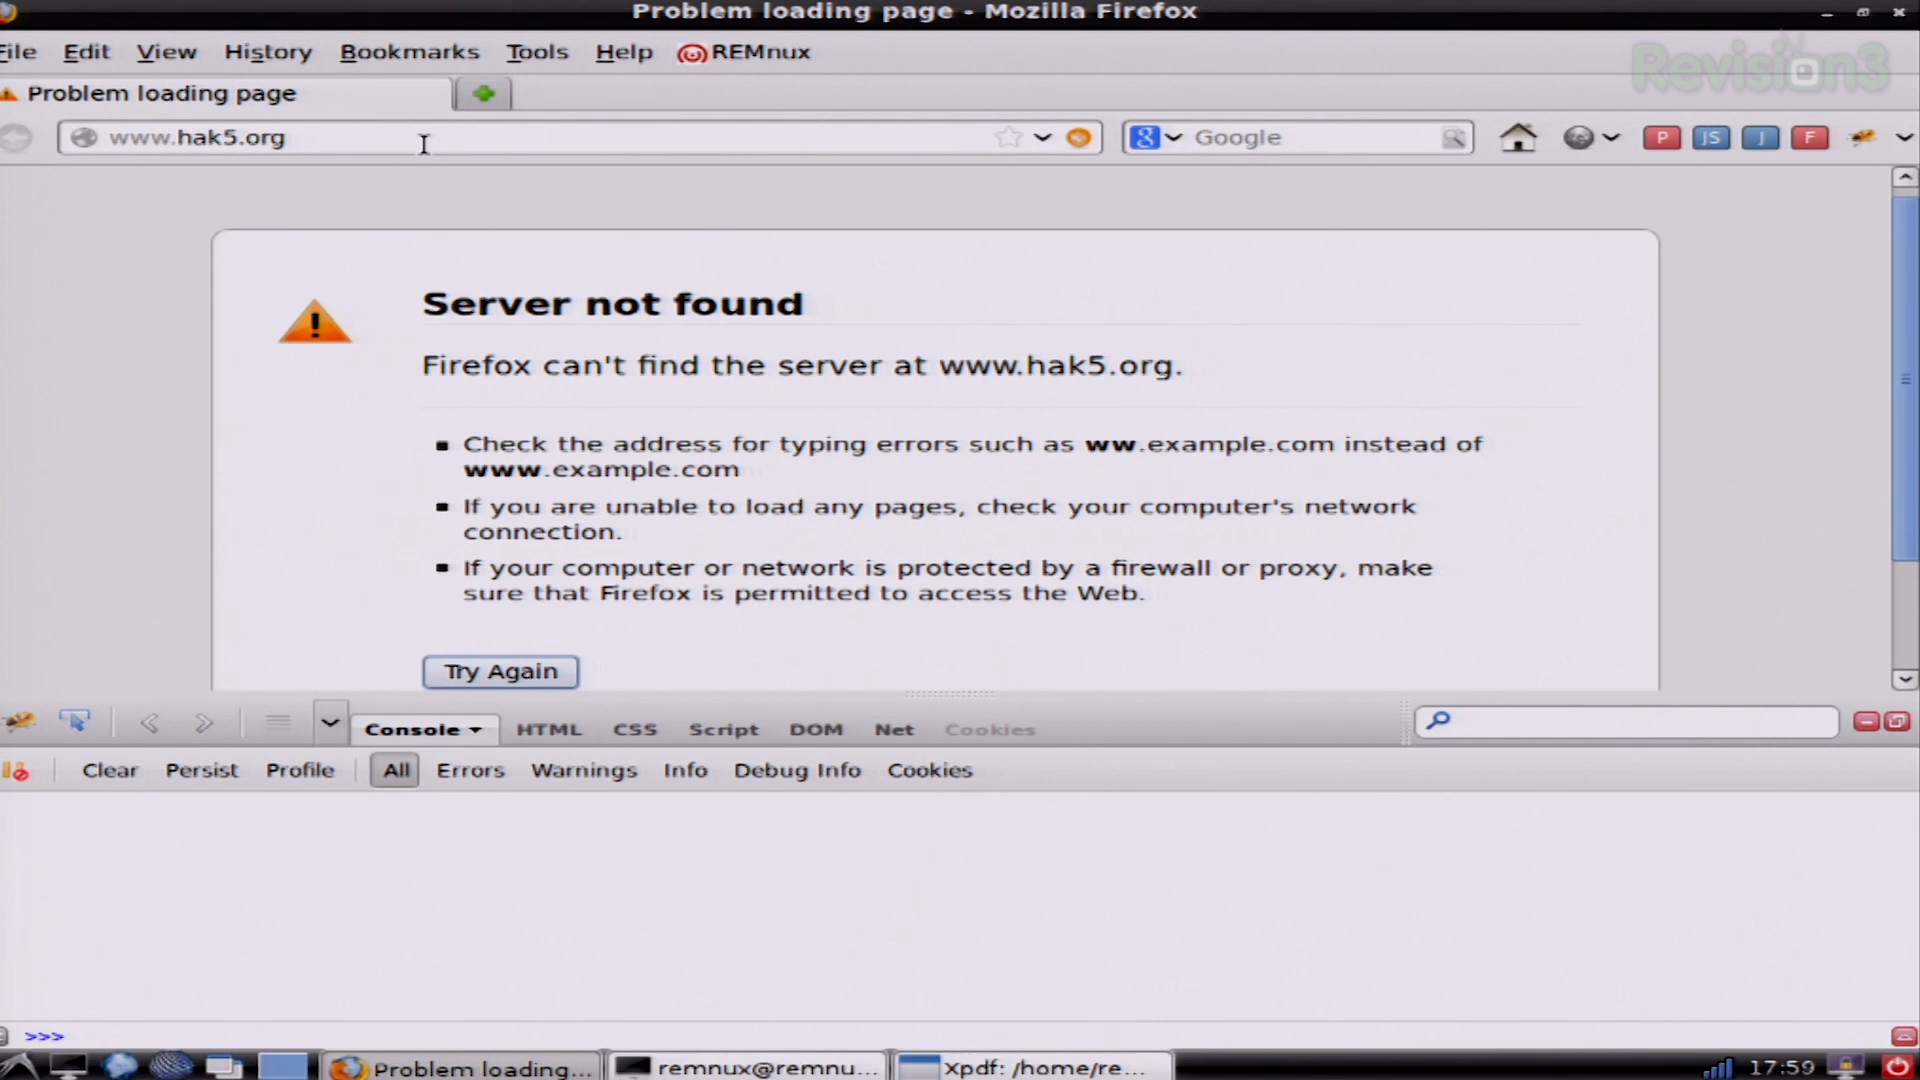 Problem loading page - Mozilla Firefox
File Edit View History Bookmarks Tools Help REMnux
Revision3
Problem loading page
www.hak5.org
Google
P JS J F
Server not found
Firefox can't find the server at www.hak5.org.
Check the address for typing errors such as ww.example.com instead of
www.example.com
If you are unable to load any pages, check your computer's network
connection.
If your computer or network is protected by a firewall or proxy, make
sure that Firefox is permitted to access the Web.
Try Again
Console HTML CSS Script DOM Net Cookies
Clear Persist Profile All Errors Warnings Info Debug Info Cookies
>>>
Problem loading... remnux@remnu... Xpdf: /home/re... 17:59